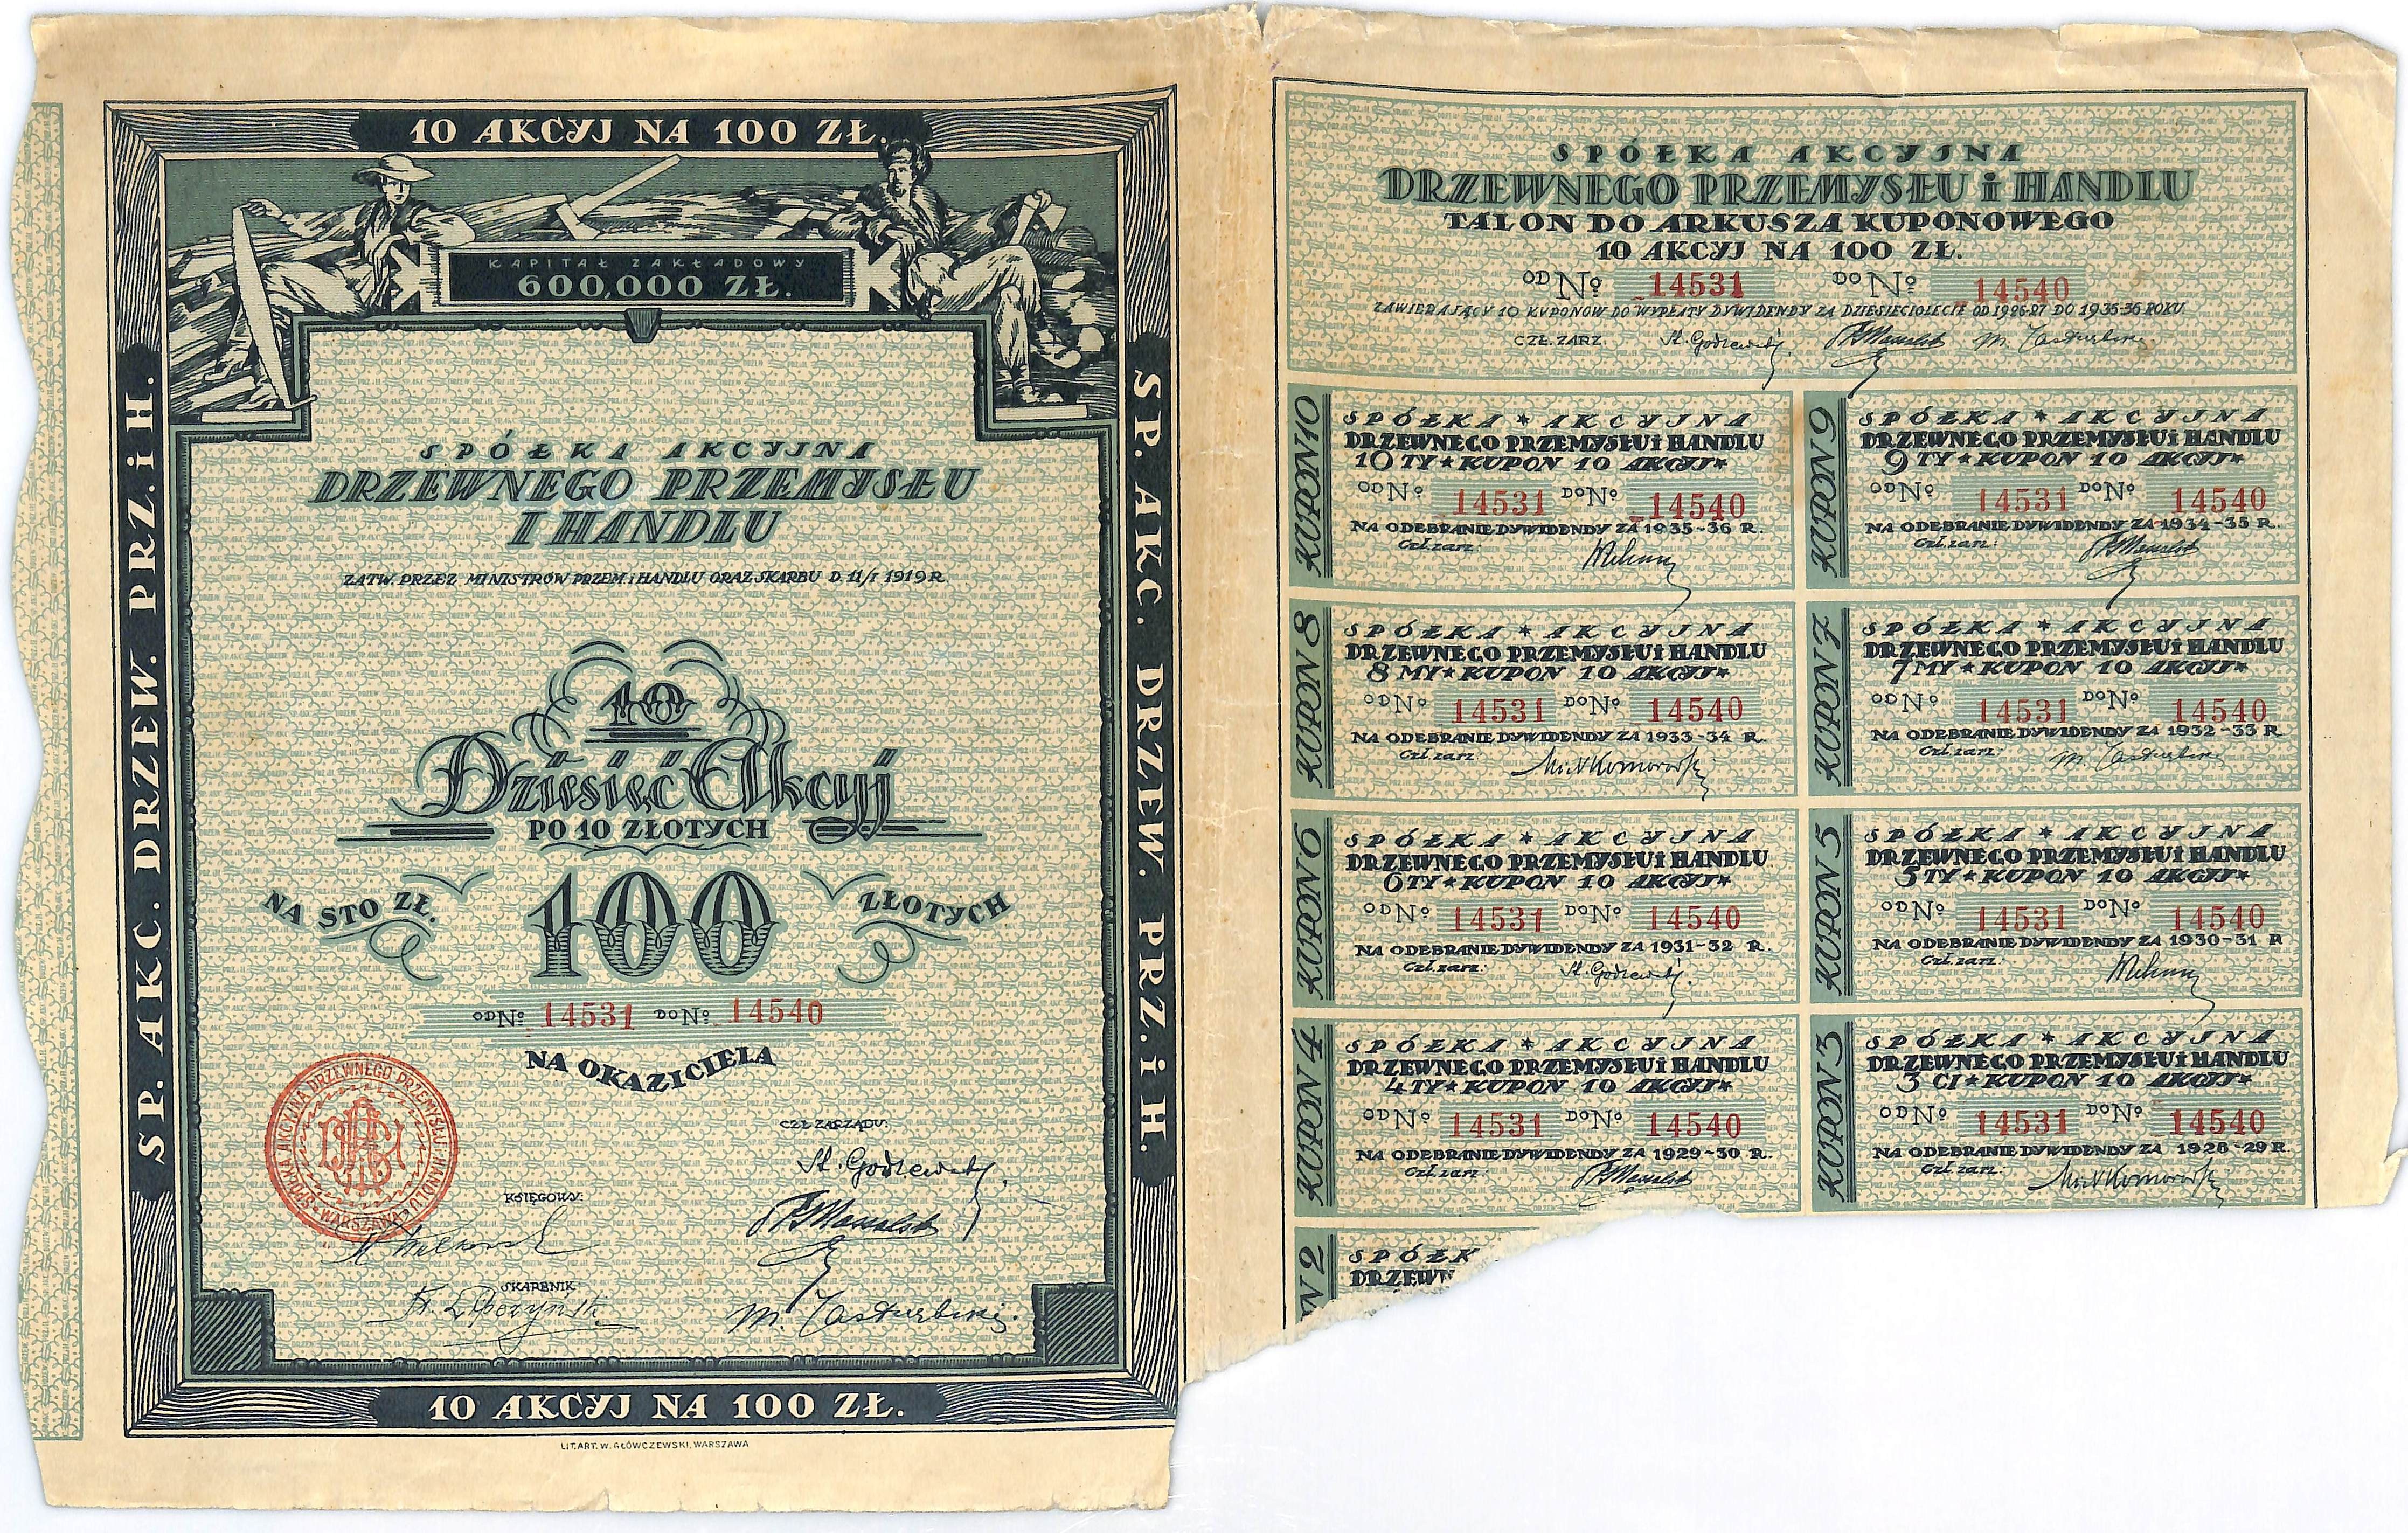 10 AKCYJ NA 100 ZŁ.
KAPITAŁ ZAKŁADOWY
600,000 ZŁ.
SP. AKC. DRZEW. PRZ. i H.
SP. AKC. DRZEW. PRZ. i H.
SPÓŁKA AKCYJNA
DRZEWNEGO PRZEMYSŁU
I HANDLU
ZATW. PRZEZ MINISTRÓW PRZEM. i HANDLU ORAZ SKARBU D. 11/I 1919 R.
10
Dziesięć Akcyj
PO 10 ZŁOTYCH
NA STO ZŁ. 100 ZŁOTYCH
OD No 14531 DO No 14540
NA OKAZICIELA
SPÓŁKA AKCYJNA DRZEWNEGO PRZEMYSŁU I HANDLU
WARSZAWA
CZŁ. ZARZĄDU:
St. Godlewski
KSIĘGOWY:
SKARBNIK:
10 AKCYJ NA 100 ZŁ.
LIT. ART. W. GŁÓWCZEWSKI, WARSZAWA
SPÓŁKA AKCYJNA
DRZEWNEGO PRZEMYSŁU i HANDLU
TALON DO ARKUSZA KUPONOWEGO
10 AKCYJ NA 100 ZŁ.
OD No 14531 DO No 14540
ZAWIERAJĄCY 10 KUPONÓW DO WYPŁATY DYWIDENDY ZA DZIESIĘCIOLECIE OD 1926-27 DO 1935-36 ROKU
CZŁ. ZARZ. St. Godlewski
KUPON 10
SPÓŁKA * AKCYJNA
DRZEWNEGO PRZEMYSŁU i HANDLU
10 TY * KUPON 10 AKCYJ *
OD No 14531 DO No 14540
NA ODEBRANIE DYWIDENDY ZA 1935-36 R.
Czł. zarz:
KUPON 9
SPÓŁKA * AKCYJNA
DRZEWNEGO PRZEMYSŁU i HANDLU
9 TY * KUPON 10 AKCYJ *
OD No 14531 DO No 14540
NA ODEBRANIE DYWIDENDY ZA 1934-35 R.
Czł. zarz:
KUPON 8
SPÓŁKA * AKCYJNA
DRZEWNEGO PRZEMYSŁU i HANDLU
8 MY * KUPON 10 AKCYJ *
OD No 14531 DO No 14540
NA ODEBRANIE DYWIDENDY ZA 1933-34 R.
Czł. zarz:
KUPON 7
SPÓŁKA * AKCYJNA
DRZEWNEGO PRZEMYSŁU i HANDLU
7 MY * KUPON 10 AKCYJ *
OD No 14531 DO No 14540
NA ODEBRANIE DYWIDENDY ZA 1932-33 R
Czł. zarz:
KUPON 6
SPÓŁKA * AKCYJNA
DRZEWNEGO PRZEMYSŁU i HANDLU
6 TY * KUPON 10 AKCYJ *
OD No 14531 DO No 14540
NA ODEBRANIE DYWIDENDY ZA 1931-32 R.
Czł. zarz: St. Godlewski
KUPON 5
SPÓŁKA * AKCYJNA
DRZEWNEGO PRZEMYSŁU i HANDLU
5 TY * KUPON 10 AKCYJ *
OD No 14531 DO No 14540
NA ODEBRANIE DYWIDENDY ZA 1930-31 R
Czł. zarz:
KUPON 4
SPÓŁKA * AKCYJNA
DRZEWNEGO PRZEMYSŁU i HANDLU
4 TY * KUPON 10 AKCYJ *
OD No 14531 DO No 14540
NA ODEBRANIE DYWIDENDY ZA 1929-30 R.
Czł. zarz:
KUPON 3
SPÓŁKA * AKCYJNA
DRZEWNEGO PRZEMYSŁU i HANDLU
3 CI * KUPON 10 AKCYJ *
OD No 14531 DO No 14540
NA ODEBRANIE DYWIDENDY ZA 1928-29 R.
Czł. zarz:
ON 2
SPÓŁK
DRZEWN